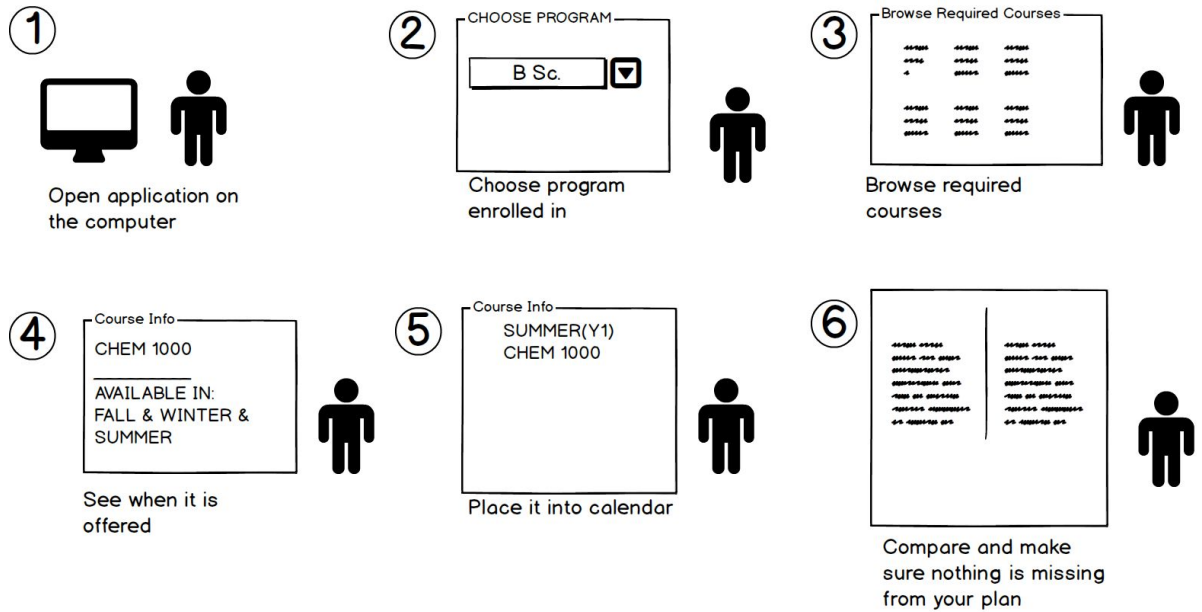 1
Open application on
the computer
2
CHOOSE PROGRAM
B Sc.
Choose program
enrolled in
3
Browse Required Courses
Browse required
courses
4
Course Info
CHEM 1000
AVAILABLE IN:
FALL & WINTER &
SUMMER
See when it is
offered
5
Course Info
SUMMER(Y1)
CHEM 1000
Place it into calendar
6
Compare and make
sure nothing is missing
from your plan